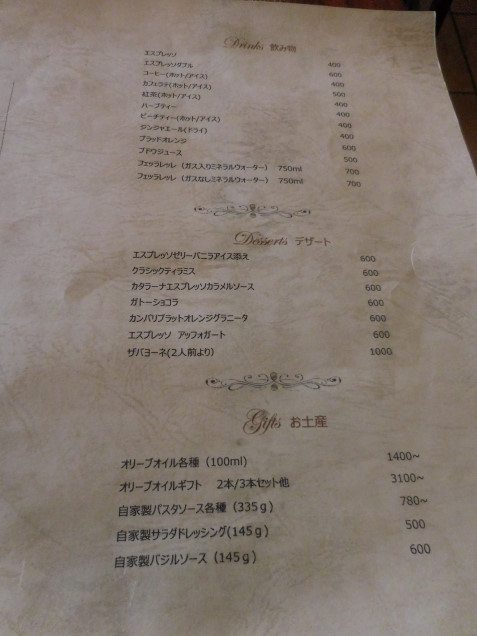 Drinks 飲み物
エスプレッソ 400
エスプレッソダブル 600
コーヒー(ホット/アイス) 400
カフェラテ(ホット/アイス) 500
紅茶(ホット/アイス) 400
ハーブティー 400
ピーチティー(ホット/アイス) 400
ジンジャエール(ドライ) 400
ブラッドオレンジ 600
ブドウジュース 500
フェッラレッレ（ガス入りミネラルウォーター） 750ml 700
フェッラレッレ（ガスなしミネラルウォーター） 750ml 700
Desserts デザート
エスプレッソゼリーバニラアイス添え 600
クラシックティラミス 600
カタラーナエスプレッソカラメルソース 600
ガトーショコラ 600
カンパリブラットオレンジグラニータ 600
エスプレッソ アッフォガート 600
ザバヨーネ(2人前より) 1000
Gifts お土産
オリーブオイル各種（100ml） 1400~
オリーブオイルギフト 2本/3本セット他 3100~
自家製パスタソース各種（335ｇ） 780~
自家製サラダドレッシング(145ｇ) 500
自家製バジルソース（145ｇ） 600